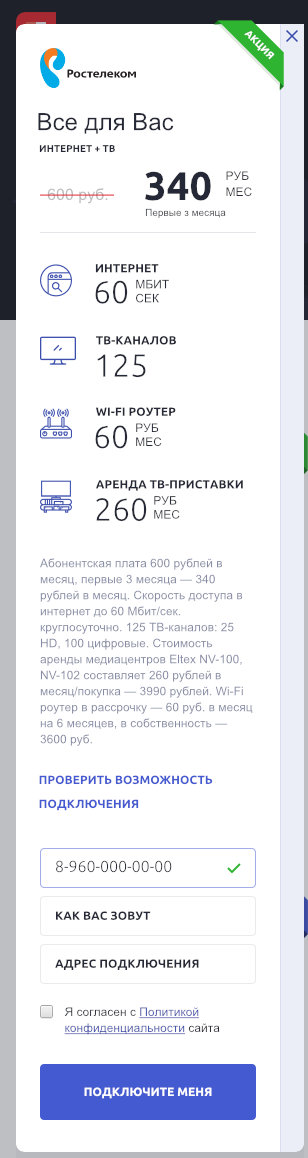 АКЦИЯ
Ростелеком
Все для Вас
ИНТЕРНЕТ + ТВ
600 руб.
340 РУБ МЕС
Первые 3 месяца
ИНТЕРНЕТ
60 МБИТ СЕК
ТВ-КАНАЛОВ
125
WI-FI РОУТЕР
60 РУБ МЕС
АРЕНДА ТВ-ПРИСТАВКИ
260 РУБ МЕС
Абонентская плата 600 рублей в
месяц, первые 3 месяца — 340
рублей в месяц. Скорость доступа в
интернет до 60 Мбит/сек.
круглосуточно. 125 ТВ-каналов: 25
HD, 100 цифровые. Стоимость
аренды медиацентров Eltex NV-100,
NV-102 составляет 260 рублей в
месяц/покупка — 3990 рублей. Wi-Fi
роутер в рассрочку — 60 руб. в месяц
на 6 месяцев, в собственность —
3600 руб.
ПРОВЕРИТЬ ВОЗМОЖНОСТЬ
ПОДКЛЮЧЕНИЯ
8-960-000-00-00
КАК ВАС ЗОВУТ
АДРЕС ПОДКЛЮЧЕНИЯ
Я согласен с Политикой
конфиденциальности сайта
ПОДКЛЮЧИТЕ МЕНЯ